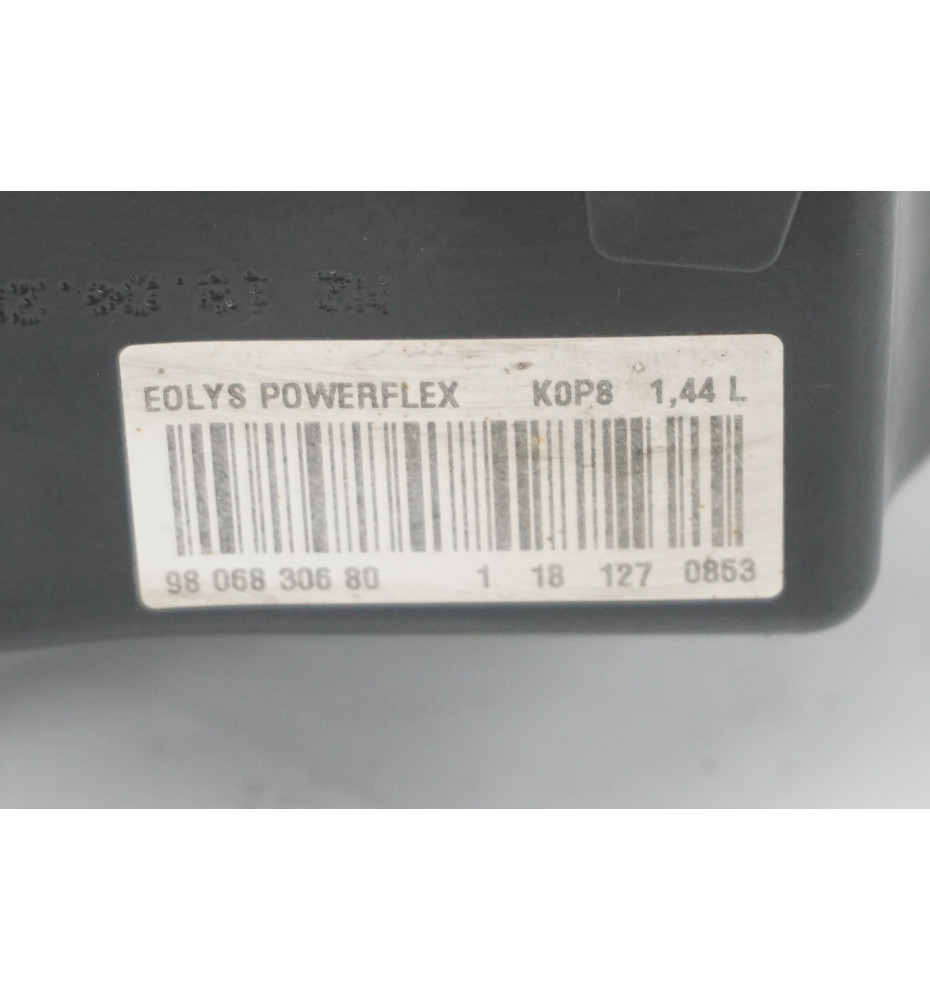 EOLYS POWERFLEX K0P8 1,44 L
98 068 306 80 1 18 127 0853